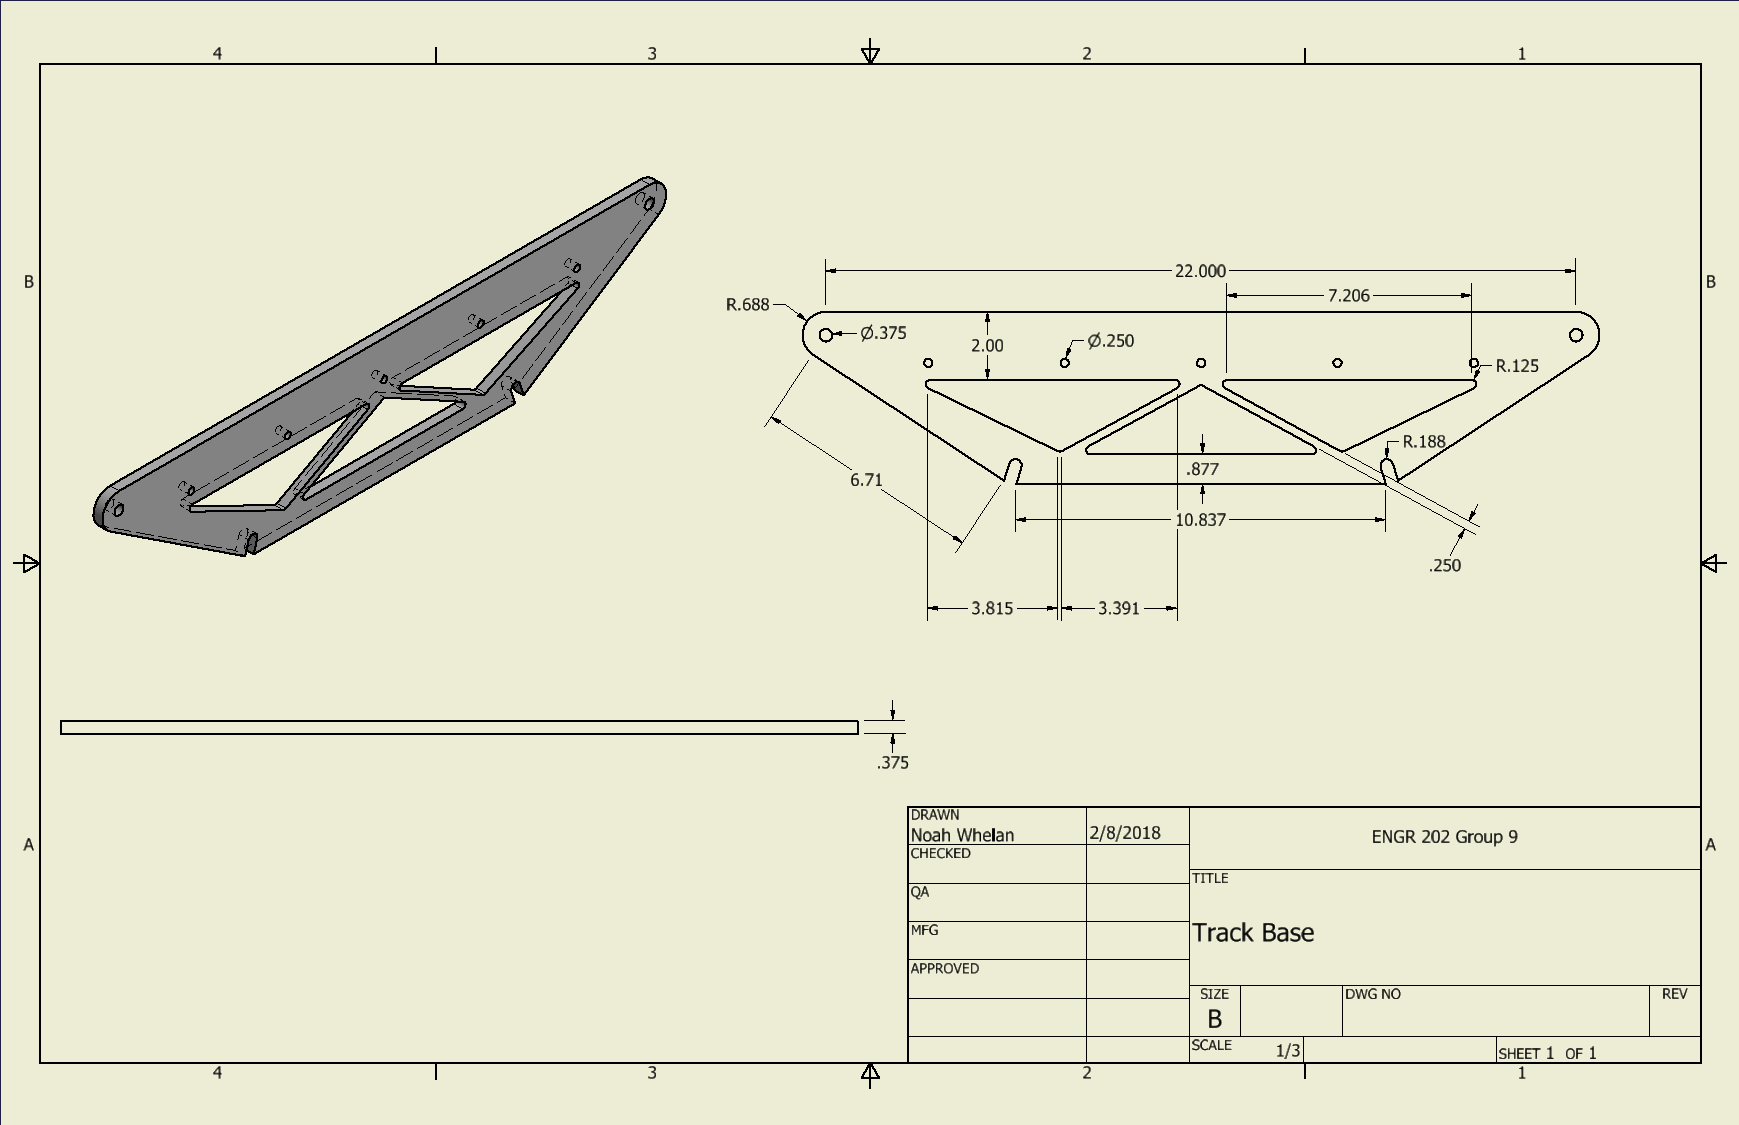 4 3 2 1
B B
22.000
7.206
R.688
Ø.375
2.00
Ø.250
R.125
R.188
.877
6.71
10.837
.250
3.815
3.391
.375
A A
DRAWN
Noah Whelan 2/8/2018
CHECKED
QA
MFG
APPROVED
ENGR 202 Group 9
TITLE
Track Base
SIZE
B
DWG NO
REV
SCALE 1/3
SHEET 1 OF 1
4 3 2 1